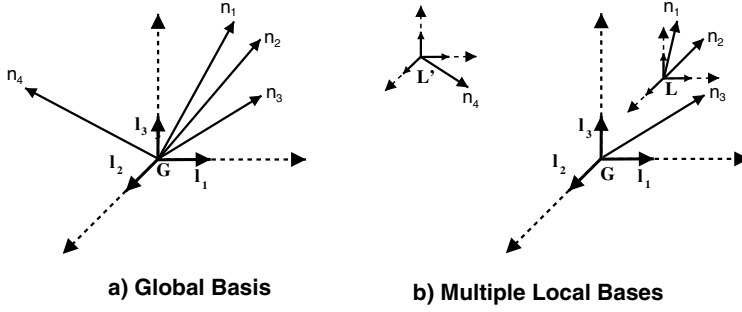 n1
n2
n3
n4
l3
l2
G
l1
a) Global Basis
L'
n4
n1
n2
L
n3
l3
l2
G
l1
b) Multiple Local Bases